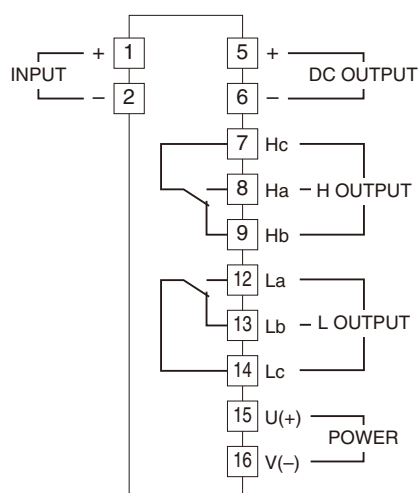 1 5
INPUT + + DC OUTPUT
2 6
– –
7 Hc
8 Ha H OUTPUT
9 Hb
12 La
13 Lb L OUTPUT
14 Lc
15 U(+)
POWER
16 V(–)